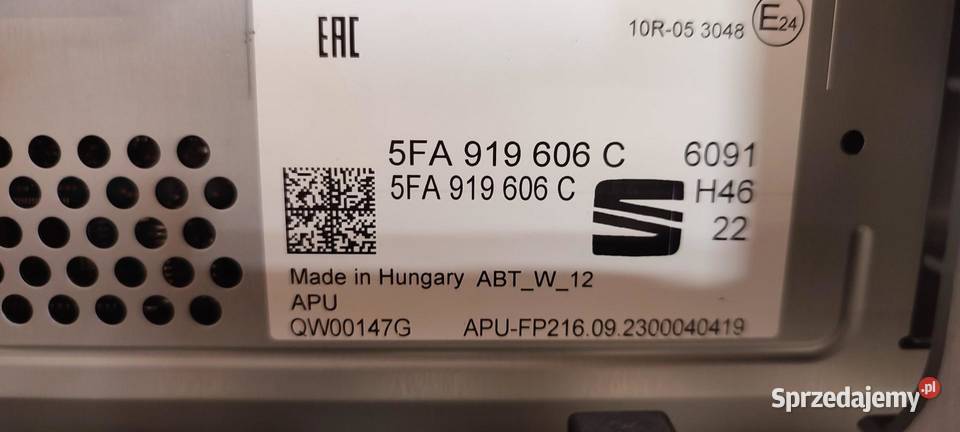 EAC
10R-05 3048 E24
5FA 919 606 C 6091
5FA 919 606 C H46
22
Made in Hungary ABT_W_12
APU
QW00147G APU-FP216.09.2300040419
Sprzedajemy.pl